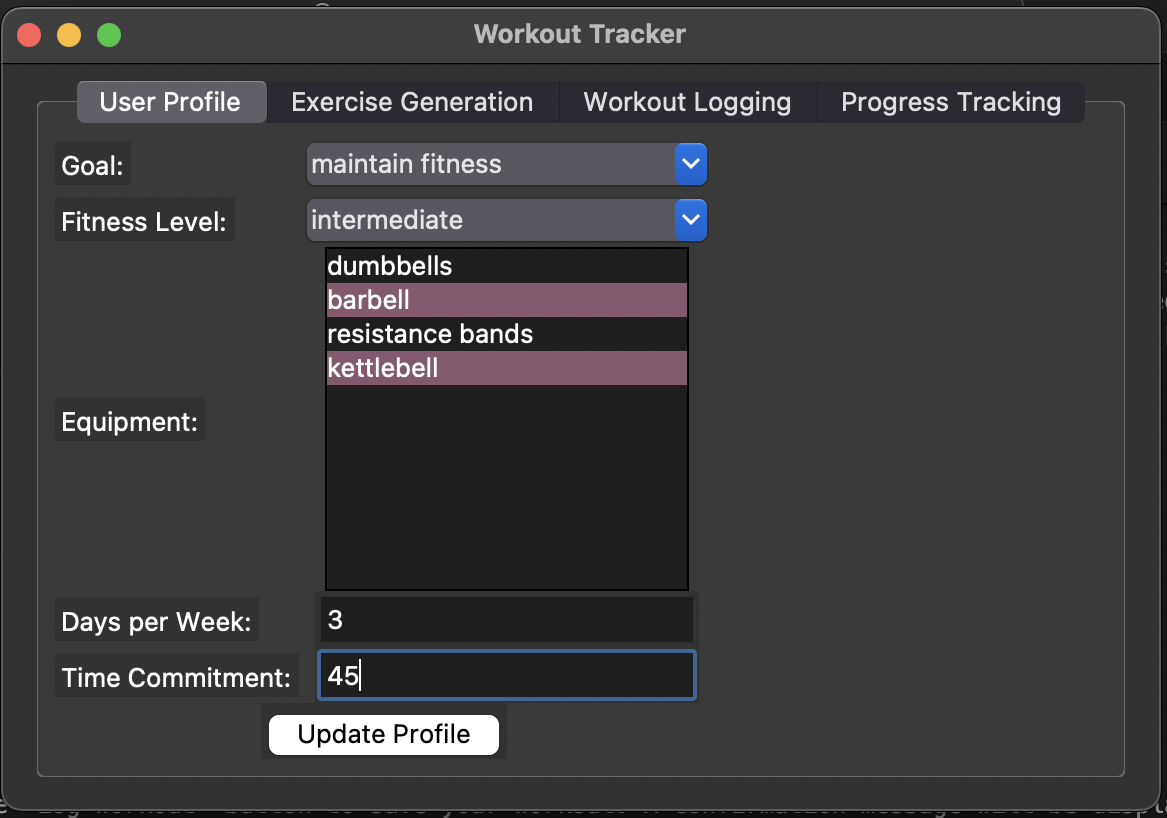 Workout Tracker
User Profile Exercise Generation Workout Logging Progress Tracking
Goal: maintain fitness
Fitness Level: intermediate
dumbbells
barbell
resistance bands
kettlebell
Equipment:
Days per Week: 3
Time Commitment: 45
Update Profile